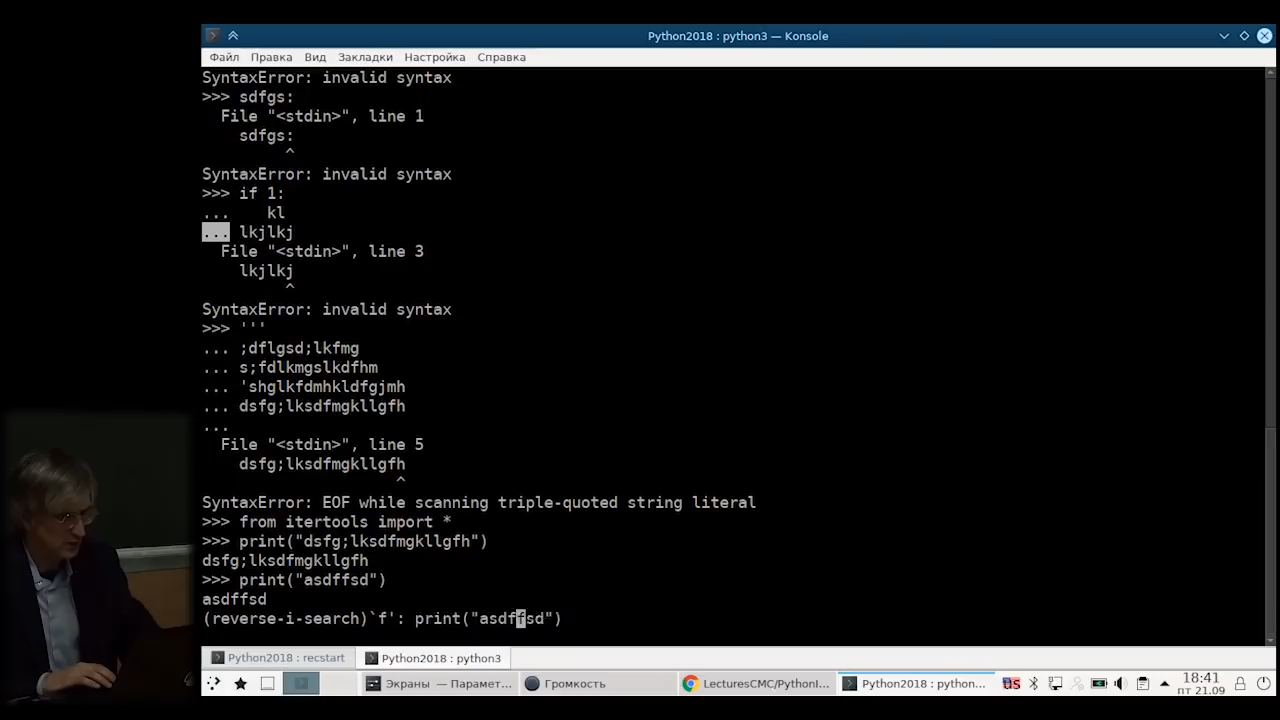 Python2018 : python3 — Konsole
Файл Правка Вид Закладки Настройка Справка
SyntaxError: invalid syntax
>>> sdfgs:
  File "<stdin>", line 1
    sdfgs:
         ^
SyntaxError: invalid syntax
>>> if 1:
...    kl
... lkjlkj
  File "<stdin>", line 3
    lkjlkj
         ^
SyntaxError: invalid syntax
>>> '''
... ;dflgsd;lkfmg
... s;fdlkmgslkdfhm
... 'shglkfdmhkldfgjmh
... dsfg;lksdfmgkllgfh
...
  File "<stdin>", line 5
    dsfg;lksdfmgkllgfh
                     ^
SyntaxError: EOF while scanning triple-quoted string literal
>>> from itertools import *
>>> print("dsfg;lksdfmgkllgfh")
dsfg;lksdfmgkllgfh
>>> print("asdffsd")
asdffsd
(reverse-i-search)`f': print("asdffsd")
Python2018 : recstart Python2018 : python3
Экраны — Парамет... Громкость LecturesCMC/PythonI... Python2018 : python... us 18:41
пт 21.09